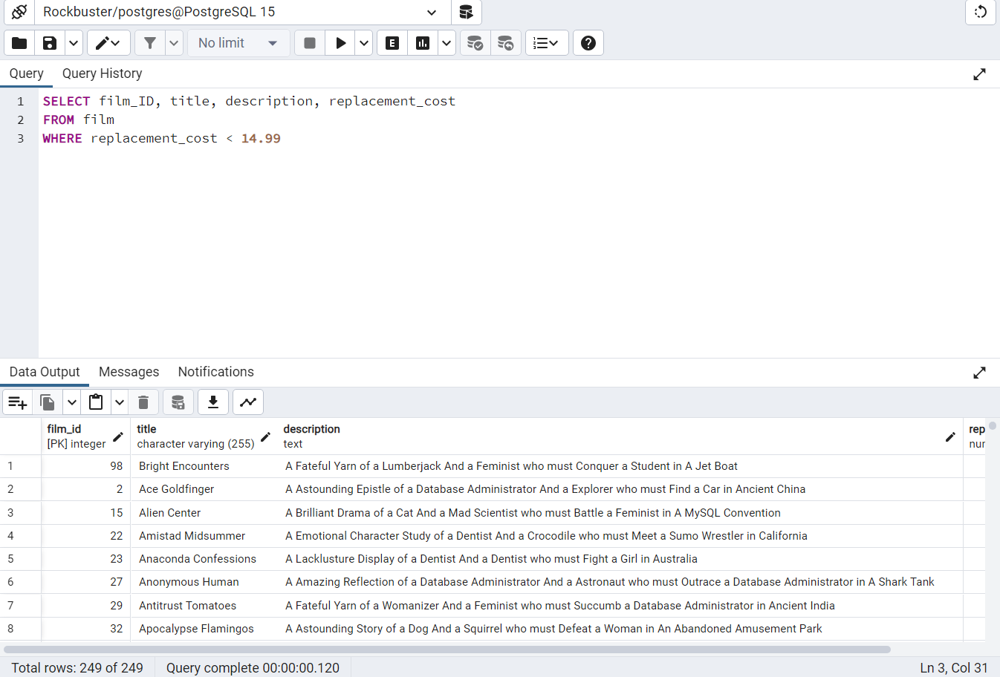 Rockbuster/postgres@PostgreSQL 15
No limit
E
Query Query History
1 SELECT film_ID, title, description, replacement_cost
2 FROM film
3 WHERE replacement_cost < 14.99
Data Output Messages Notifications
film_id title description rep
[PK] integer character varying (255) text nur
1 98 Bright Encounters A Fateful Yarn of a Lumberjack And a Feminist who must Conquer a Student in A Jet Boat
2 2 Ace Goldfinger A Astounding Epistle of a Database Administrator And a Explorer who must Find a Car in Ancient China
3 15 Alien Center A Brilliant Drama of a Cat And a Mad Scientist who must Battle a Feminist in A MySQL Convention
4 22 Amistad Midsummer A Emotional Character Study of a Dentist And a Crocodile who must Meet a Sumo Wrestler in California
5 23 Anaconda Confessions A Lacklusture Display of a Dentist And a Dentist who must Fight a Girl in Australia
6 27 Anonymous Human A Amazing Reflection of a Database Administrator And a Astronaut who must Outrace a Database Administrator in A Shark Tank
7 29 Antitrust Tomatoes A Fateful Yarn of a Womanizer And a Feminist who must Succumb a Database Administrator in Ancient India
8 32 Apocalypse Flamingos A Astounding Story of a Dog And a Squirrel who must Defeat a Woman in An Abandoned Amusement Park
Total rows: 249 of 249 Query complete 00:00:00.120 Ln 3, Col 31